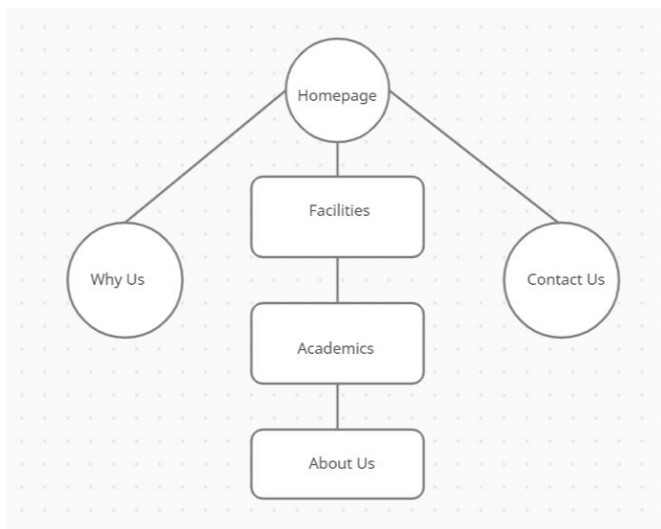 Homepage
Facilities
Why Us
Contact Us
Academics
About Us